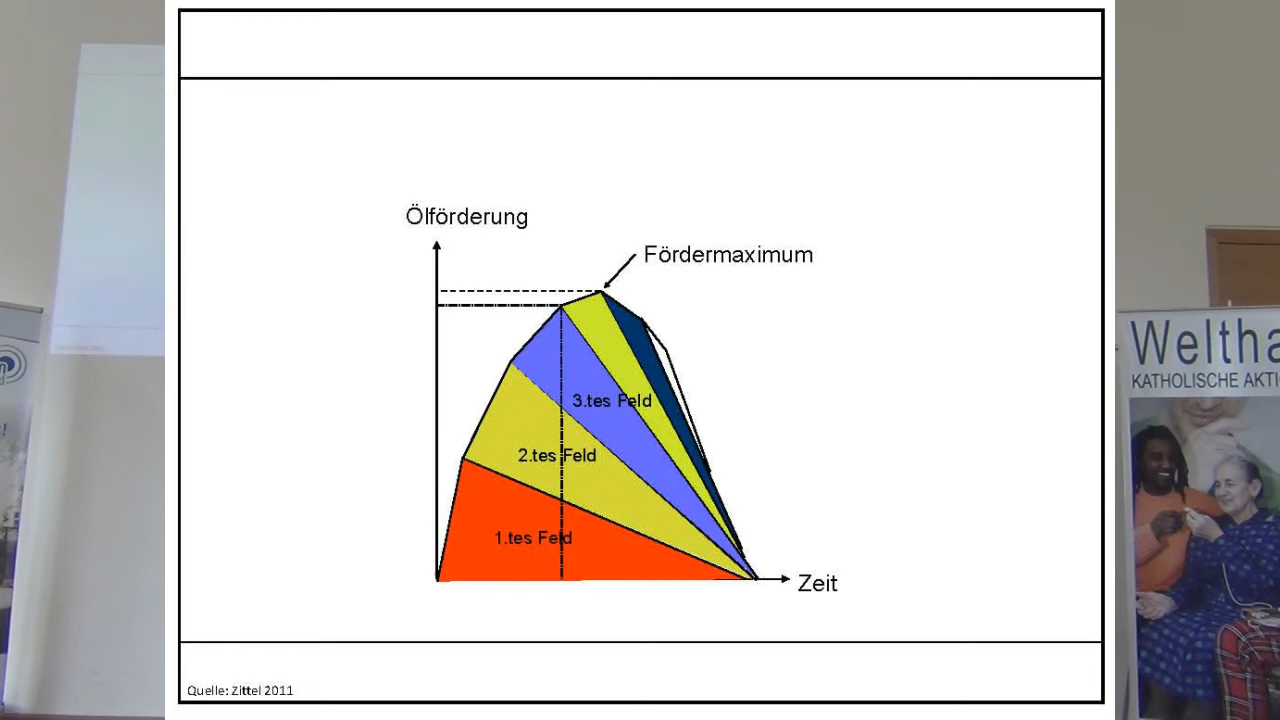 Ölförderung
Fördermaximum
3.tes Feld
2.tes Feld
1.tes Feld
Zeit
Quelle: Zittel 2011
Weltha
KATHOLISCHE AKTI